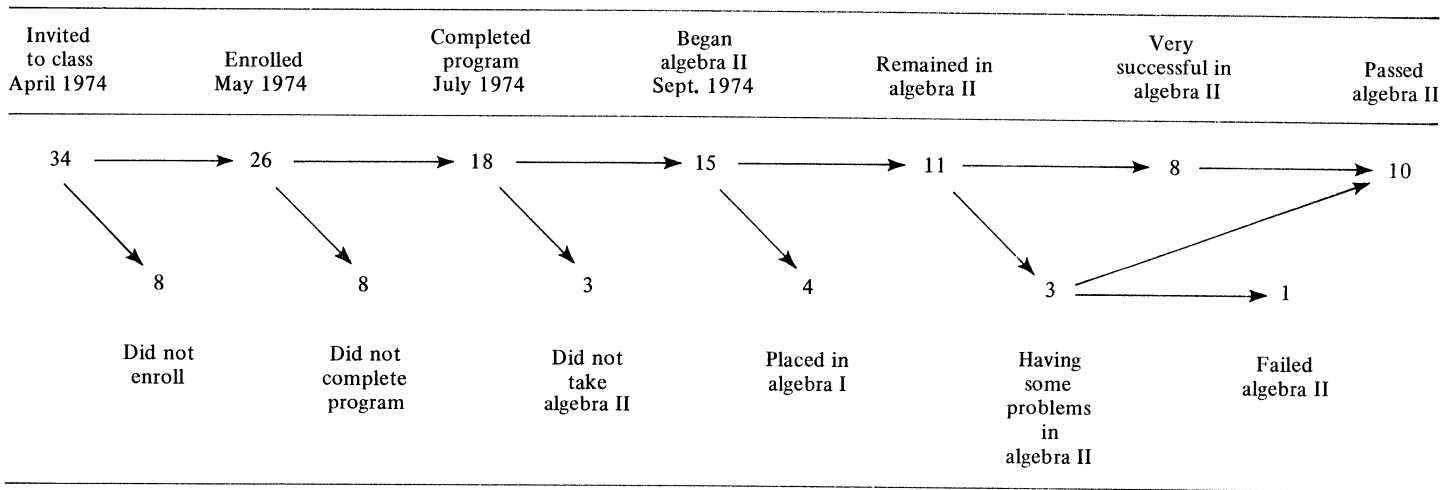 Invited
to class
April 1974
Enrolled
May 1974
Completed
program
July 1974
Began
algebra II
Sept. 1974
Remained in
algebra II
Very
successful in
algebra II
Passed
algebra II
34
26
18
15
11
8
10
8
8
3
4
3
1
Did not
enroll
Did not
complete
program
Did not
take
algebra II
Placed in
algebra I
Having
some
problems
in
algebra II
Failed
algebra II